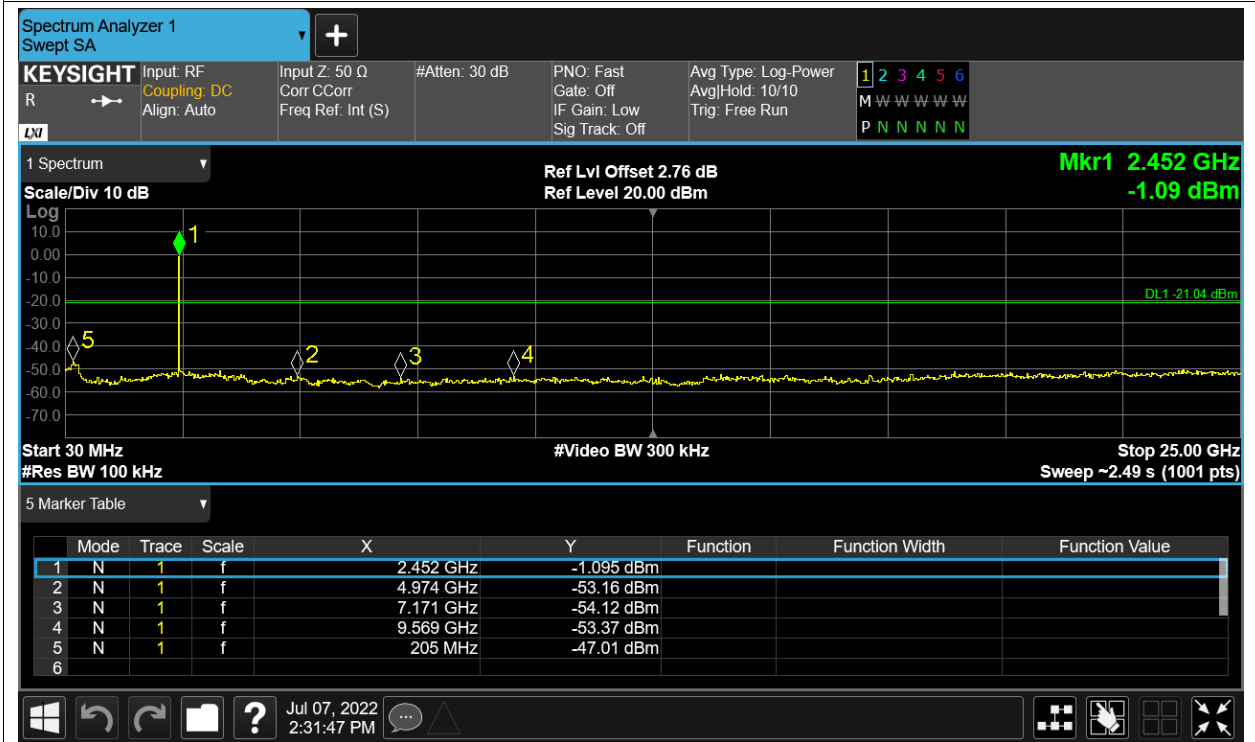 Spectrum Analyzer 1
Swept SA
▼
+
KEYSIGHT
R
LXI
Input: RF
Coupling: DC
Align: Auto
Input Z: 50 Ω
Corr CCorr
Freq Ref: Int (S)
#Atten: 30 dB
PNO: Fast
Gate: Off
IF Gain: Low
Sig Track: Off
Avg Type: Log-Power
Avg|Hold: 10/10
Trig: Free Run
1 2 3 4 5 6
M W W W W W
P N N N N N
1 Spectrum ▼
Scale/Div 10 dB
Ref Lvl Offset 2.76 dB
Ref Level 20.00 dBm
Mkr1 2.452 GHz
-1.09 dBm
Log
10.0
0.00
-10.0
-20.0
-30.0
-40.0
-50.0
-60.0
-70.0
1
DL1 -21.04 dBm
5
2
3
4
Start 30 MHz
#Res BW 100 kHz
#Video BW 300 kHz
Stop 25.00 GHz
Sweep ~2.49 s (1001 pts)
5 Marker Table ▼
Mode Trace Scale X Y Function Function Width Function Value
1 N 1 f 2.452 GHz -1.095 dBm
2 N 1 f 4.974 GHz -53.16 dBm
3 N 1 f 7.171 GHz -54.12 dBm
4 N 1 f 9.569 GHz -53.37 dBm
5 N 1 f 205 MHz -47.01 dBm
6
?
Jul 07, 2022
2:31:47 PM